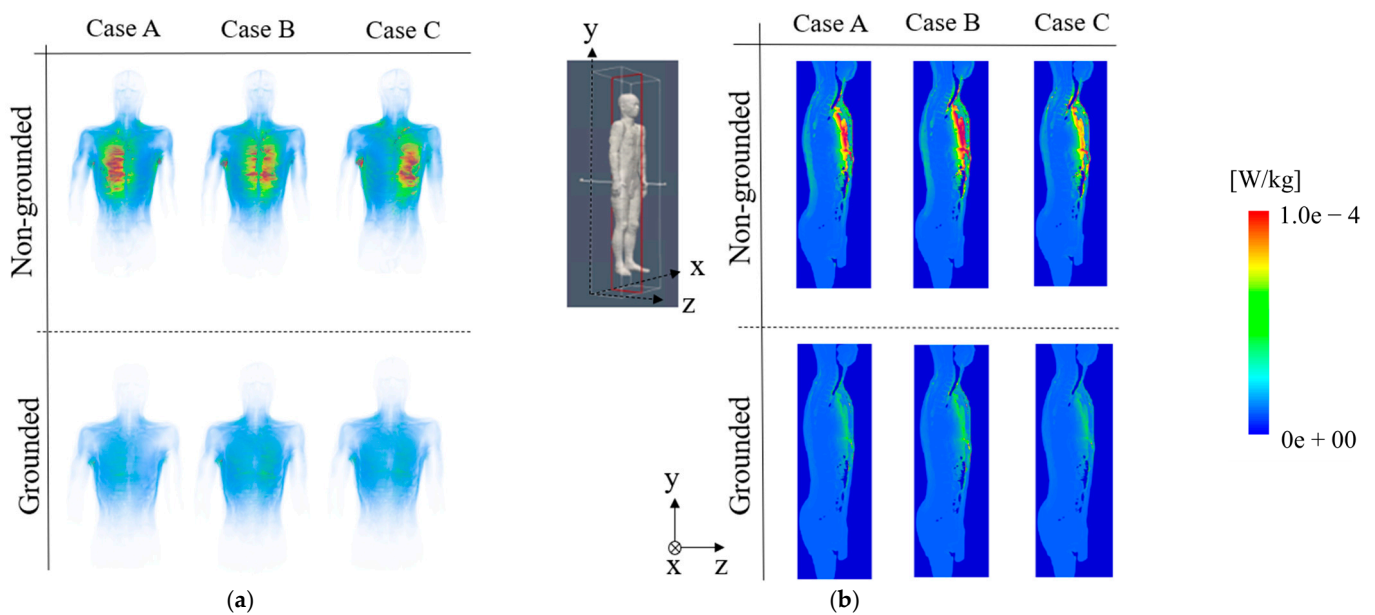 Case A Case B Case C
Non-grounded
Grounded
(a)
y
x
z
y
x
z
Case A Case B Case C
Non-grounded
Grounded
(b)
[W/kg]
1.0e − 4
0e + 00